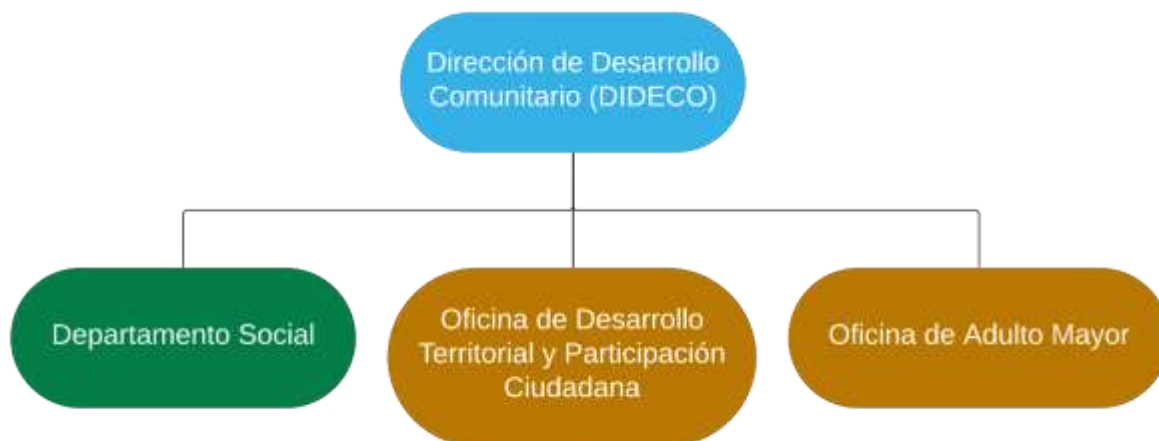 Dirección de Desarrollo
Comunitario (DIDECO)
Departamento Social
Oficina de Desarrollo
Territorial y Participación
Ciudadana
Oficina de Adulto Mayor